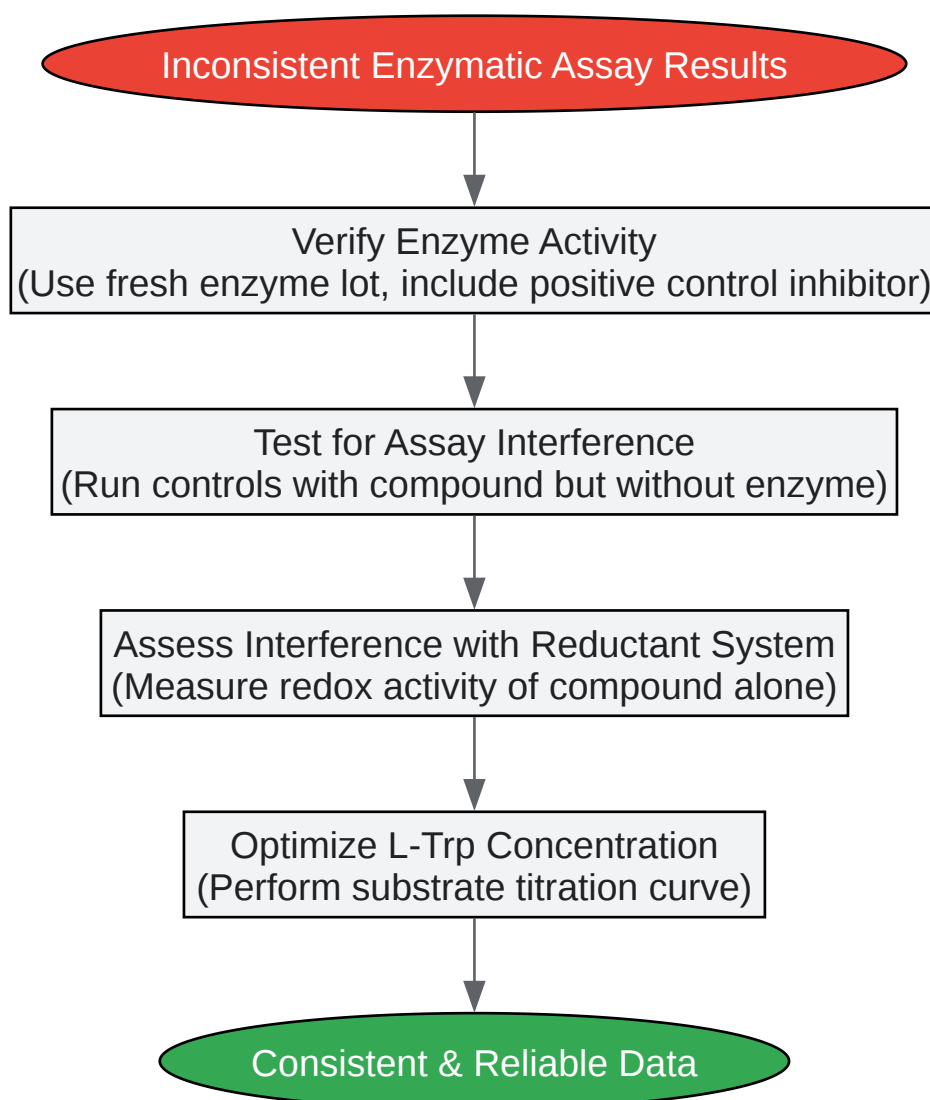 Inconsistent Enzymatic Assay Results
Verify Enzyme Activity
(Use fresh enzyme lot, include positive control inhibitor)
Test for Assay Interference
(Run controls with compound but without enzyme)
Assess Interference with Reductant System
(Measure redox activity of compound alone)
Optimize L-Trp Concentration
(Perform substrate titration curve)
Consistent & Reliable Data